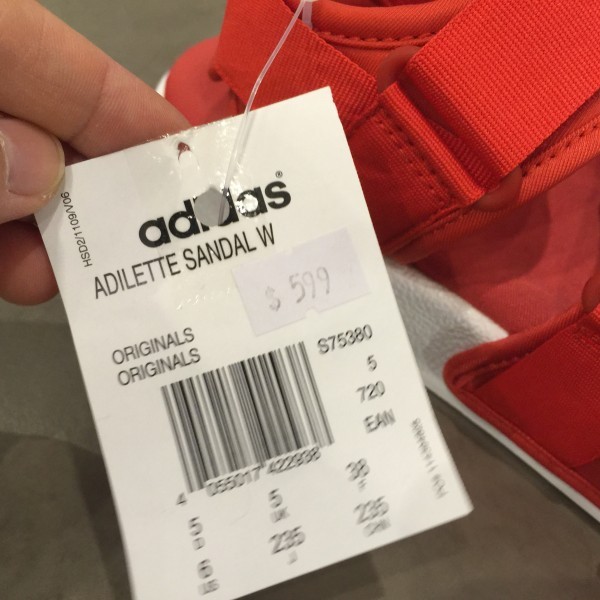 HSD2/1109/V06
adidas
ADILETTE SANDAL W
$ 599
ORIGINALS
ORIGINALS
S75380
5
720
EAN
4 055017 422938
5
D
5
UK
38
F
6
US
235
J
235
CHN